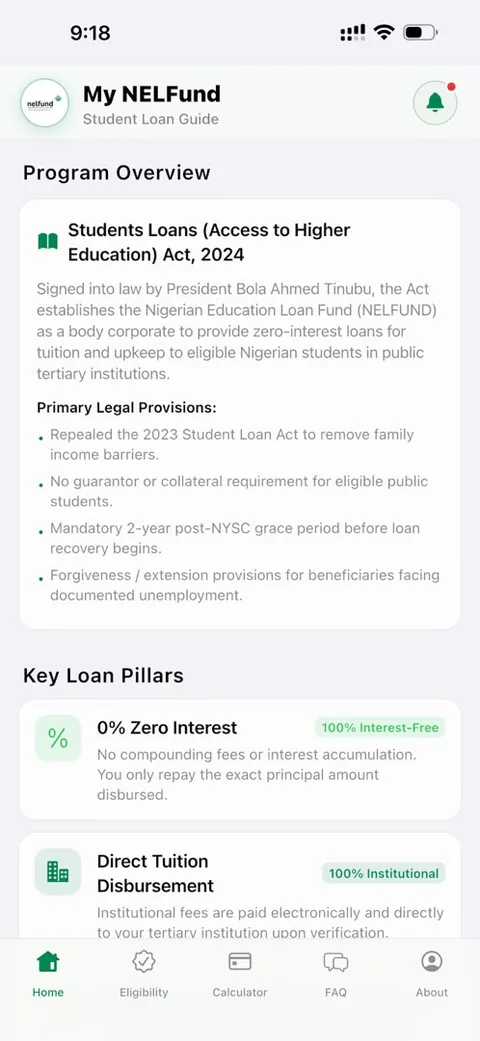 9:18
nelfund
My NELFund
Student Loan Guide
Program Overview
Students Loans (Access to Higher
Education) Act, 2024
Signed into law by President Bola Ahmed Tinubu, the Act
establishes the Nigerian Education Loan Fund (NELFUND)
as a body corporate to provide zero-interest loans for
tuition and upkeep to eligible Nigerian students in public
tertiary institutions.
Primary Legal Provisions:
• Repealed the 2023 Student Loan Act to remove family
income barriers.
• No guarantor or collateral requirement for eligible public
students.
• Mandatory 2-year post-NYSC grace period before loan
recovery begins.
• Forgiveness / extension provisions for beneficiaries facing
documented unemployment.
Key Loan Pillars
%
0% Zero Interest
100% Interest-Free
No compounding fees or interest accumulation.
You only repay the exact principal amount
disbursed.
Direct Tuition
Disbursement
100% Institutional
Institutional fees are paid electronically and directly
to your tertiary institution upon verification.
Home
Eligibility
Calculator
FAQ
About